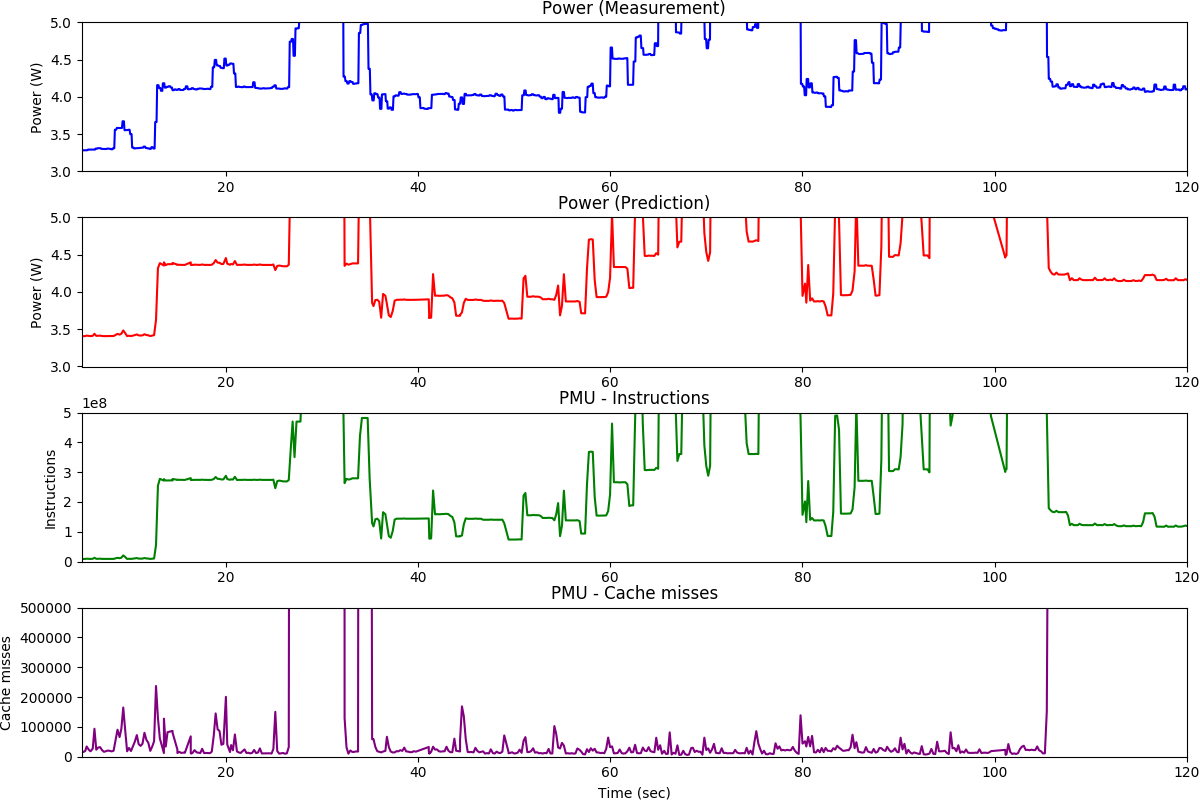 Power (Measurement)
5.0
4.5
4.0
3.5
3.0
Power (W)
20 40 60 80 100 120
Power (Prediction)
5.0
4.5
4.0
3.5
3.0
Power (W)
20 40 60 80 100 120
PMU - Instructions
1e8
5
4
3
2
1
0
Instructions
20 40 60 80 100 120
PMU - Cache misses
500000
400000
300000
200000
100000
0
Cache misses
20 40 60 80 100 120
Time (sec)